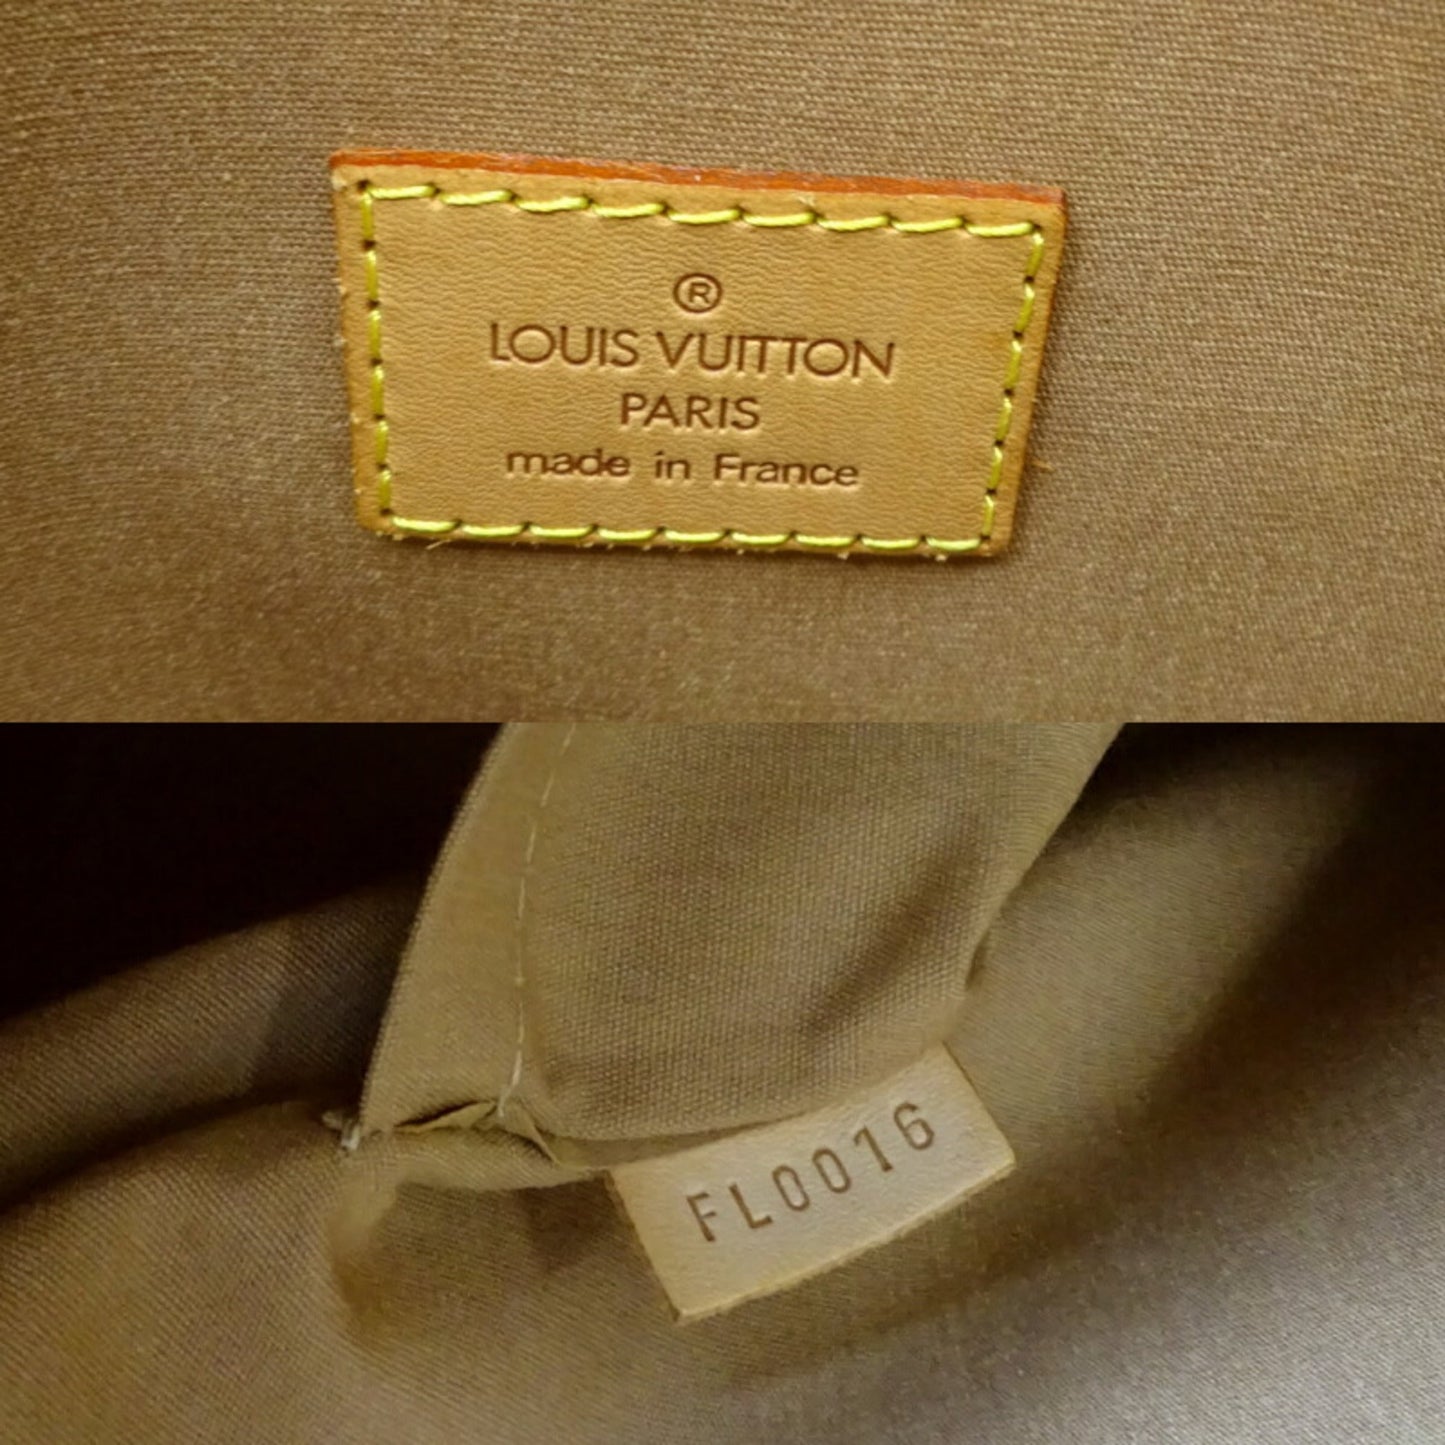 ®
LOUIS VUITTON
PARIS
made in France
FL0016